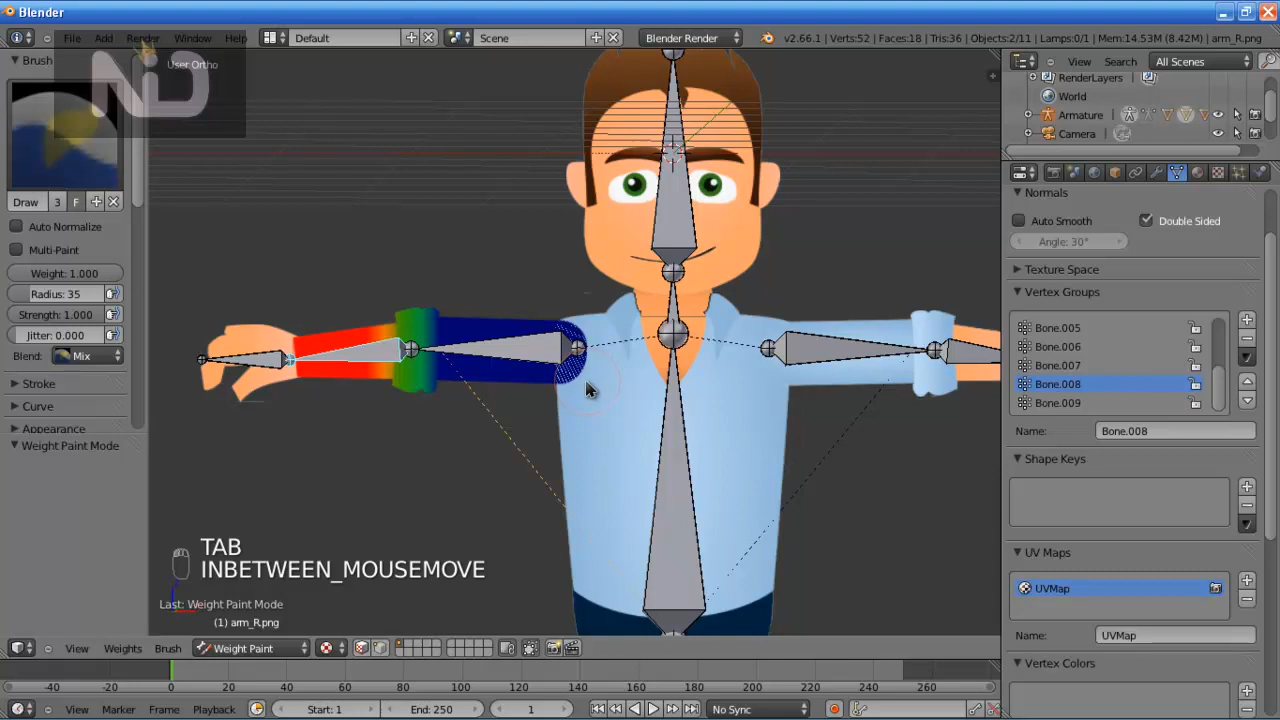 Blender
File Add Render Window Help
Default
Scene
Blender Render
v2.66.1 | Verts:52 | Faces:18 | Tris:36 | Objects:2/11 | Lamps:0/1 | Mem:14.53M (8.42M) | arm_R.png
Brush
User Ortho
NiD
View Search All Scenes
RenderLayers
World
Armature
Camera
Draw 3 F
Auto Normalize
Multi-Paint
Weight: 1.000
Radius: 35
Strength: 1.000
Jitter: 0.000
Blend: Mix
Stroke
Curve
Appearance
Weight Paint Mode
Normals
Auto Smooth Double Sided
Angle: 30°
Texture Space
Vertex Groups
Bone.005
Bone.006
Bone.007
Bone.008
Bone.009
Name: Bone.008
Shape Keys
UV Maps
UVMap
Name: UVMap
Vertex Colors
TAB
INBETWEEN_MOUSEMOVE
Last: Weight Paint Mode
(1) arm_R.png
View Weights Brush Weight Paint
-40 -20 0 20 40 60 80 100 120 140 160 180 200 220 240 260
View Marker Frame Playback Start: 1 End: 250 1 No Sync